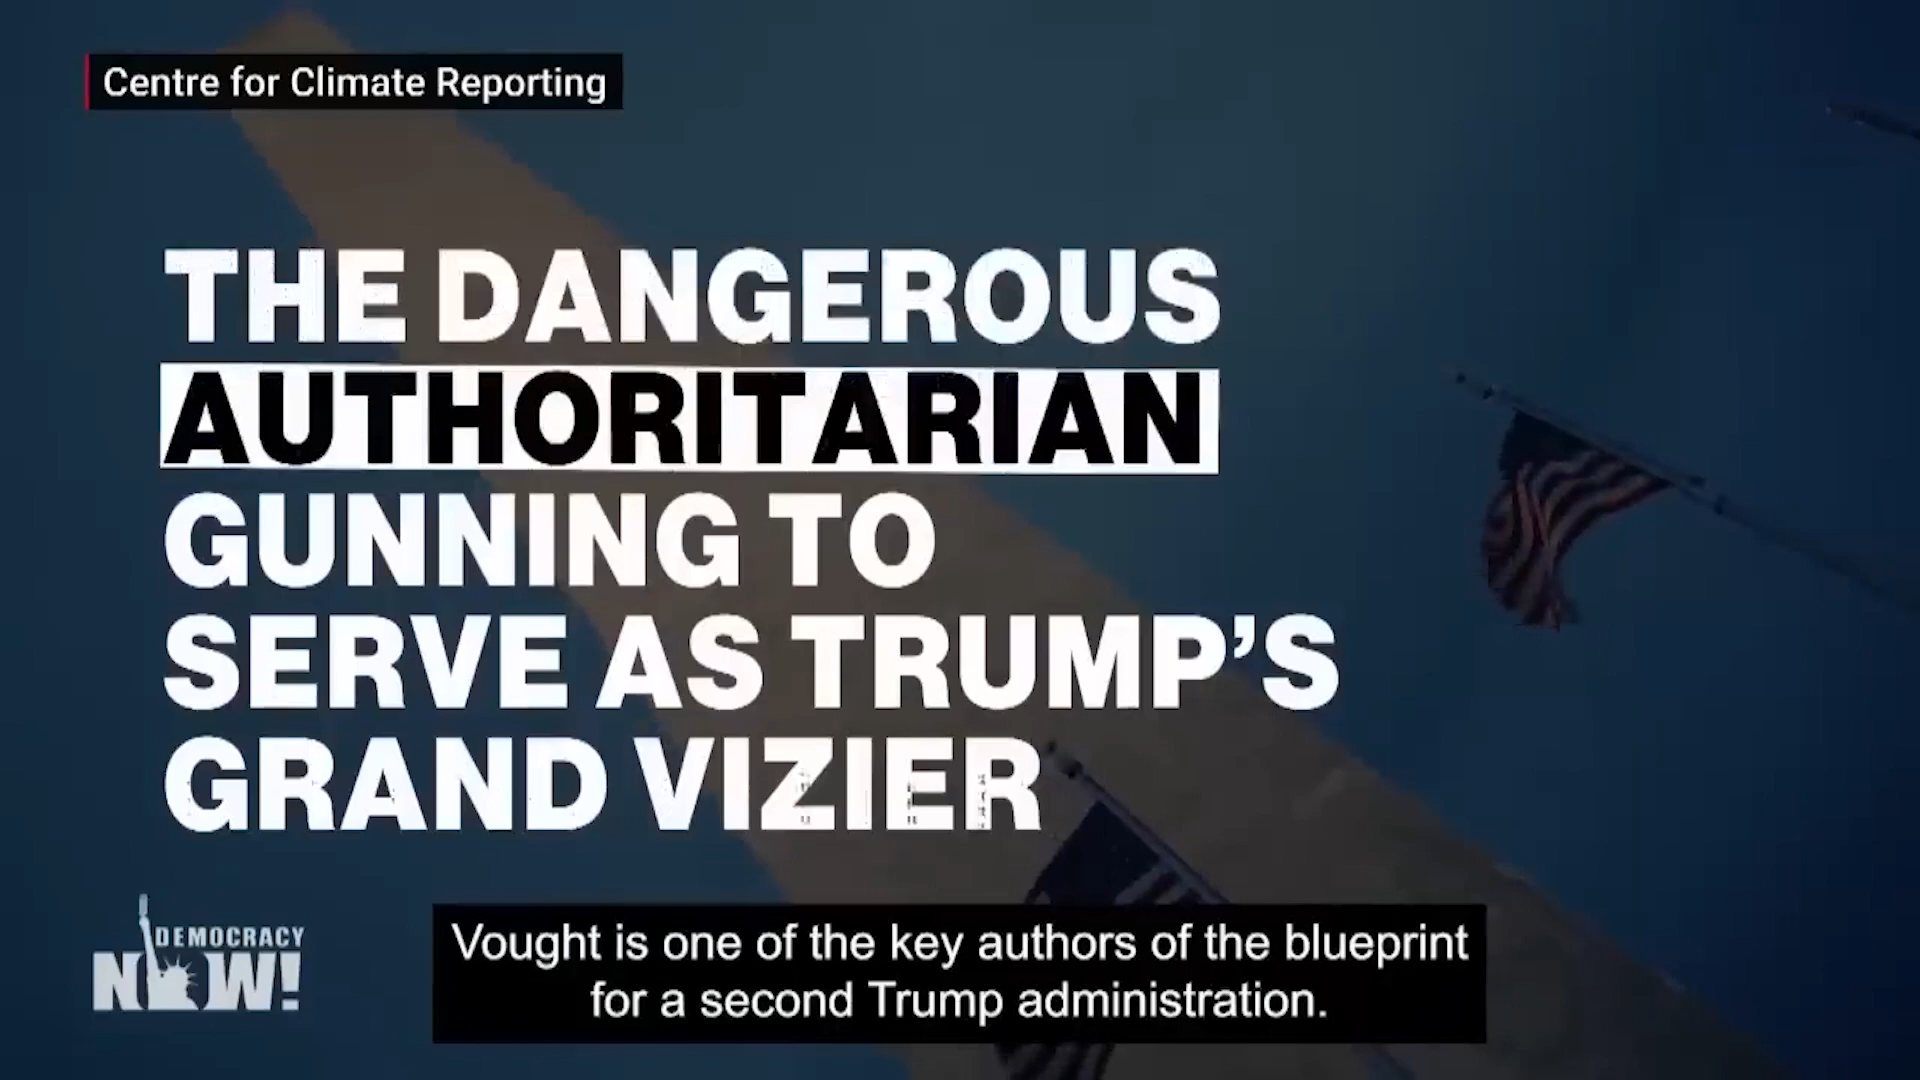 Centre for Climate Reporting
THE DANGEROUS
AUTHORITARIAN
GUNNING TO
SERVE AS TRUMP’S
GRAND VIZIER
DEMOCRACY
NOW!
Vought is one of the key authors of the blueprint
for a second Trump administration.